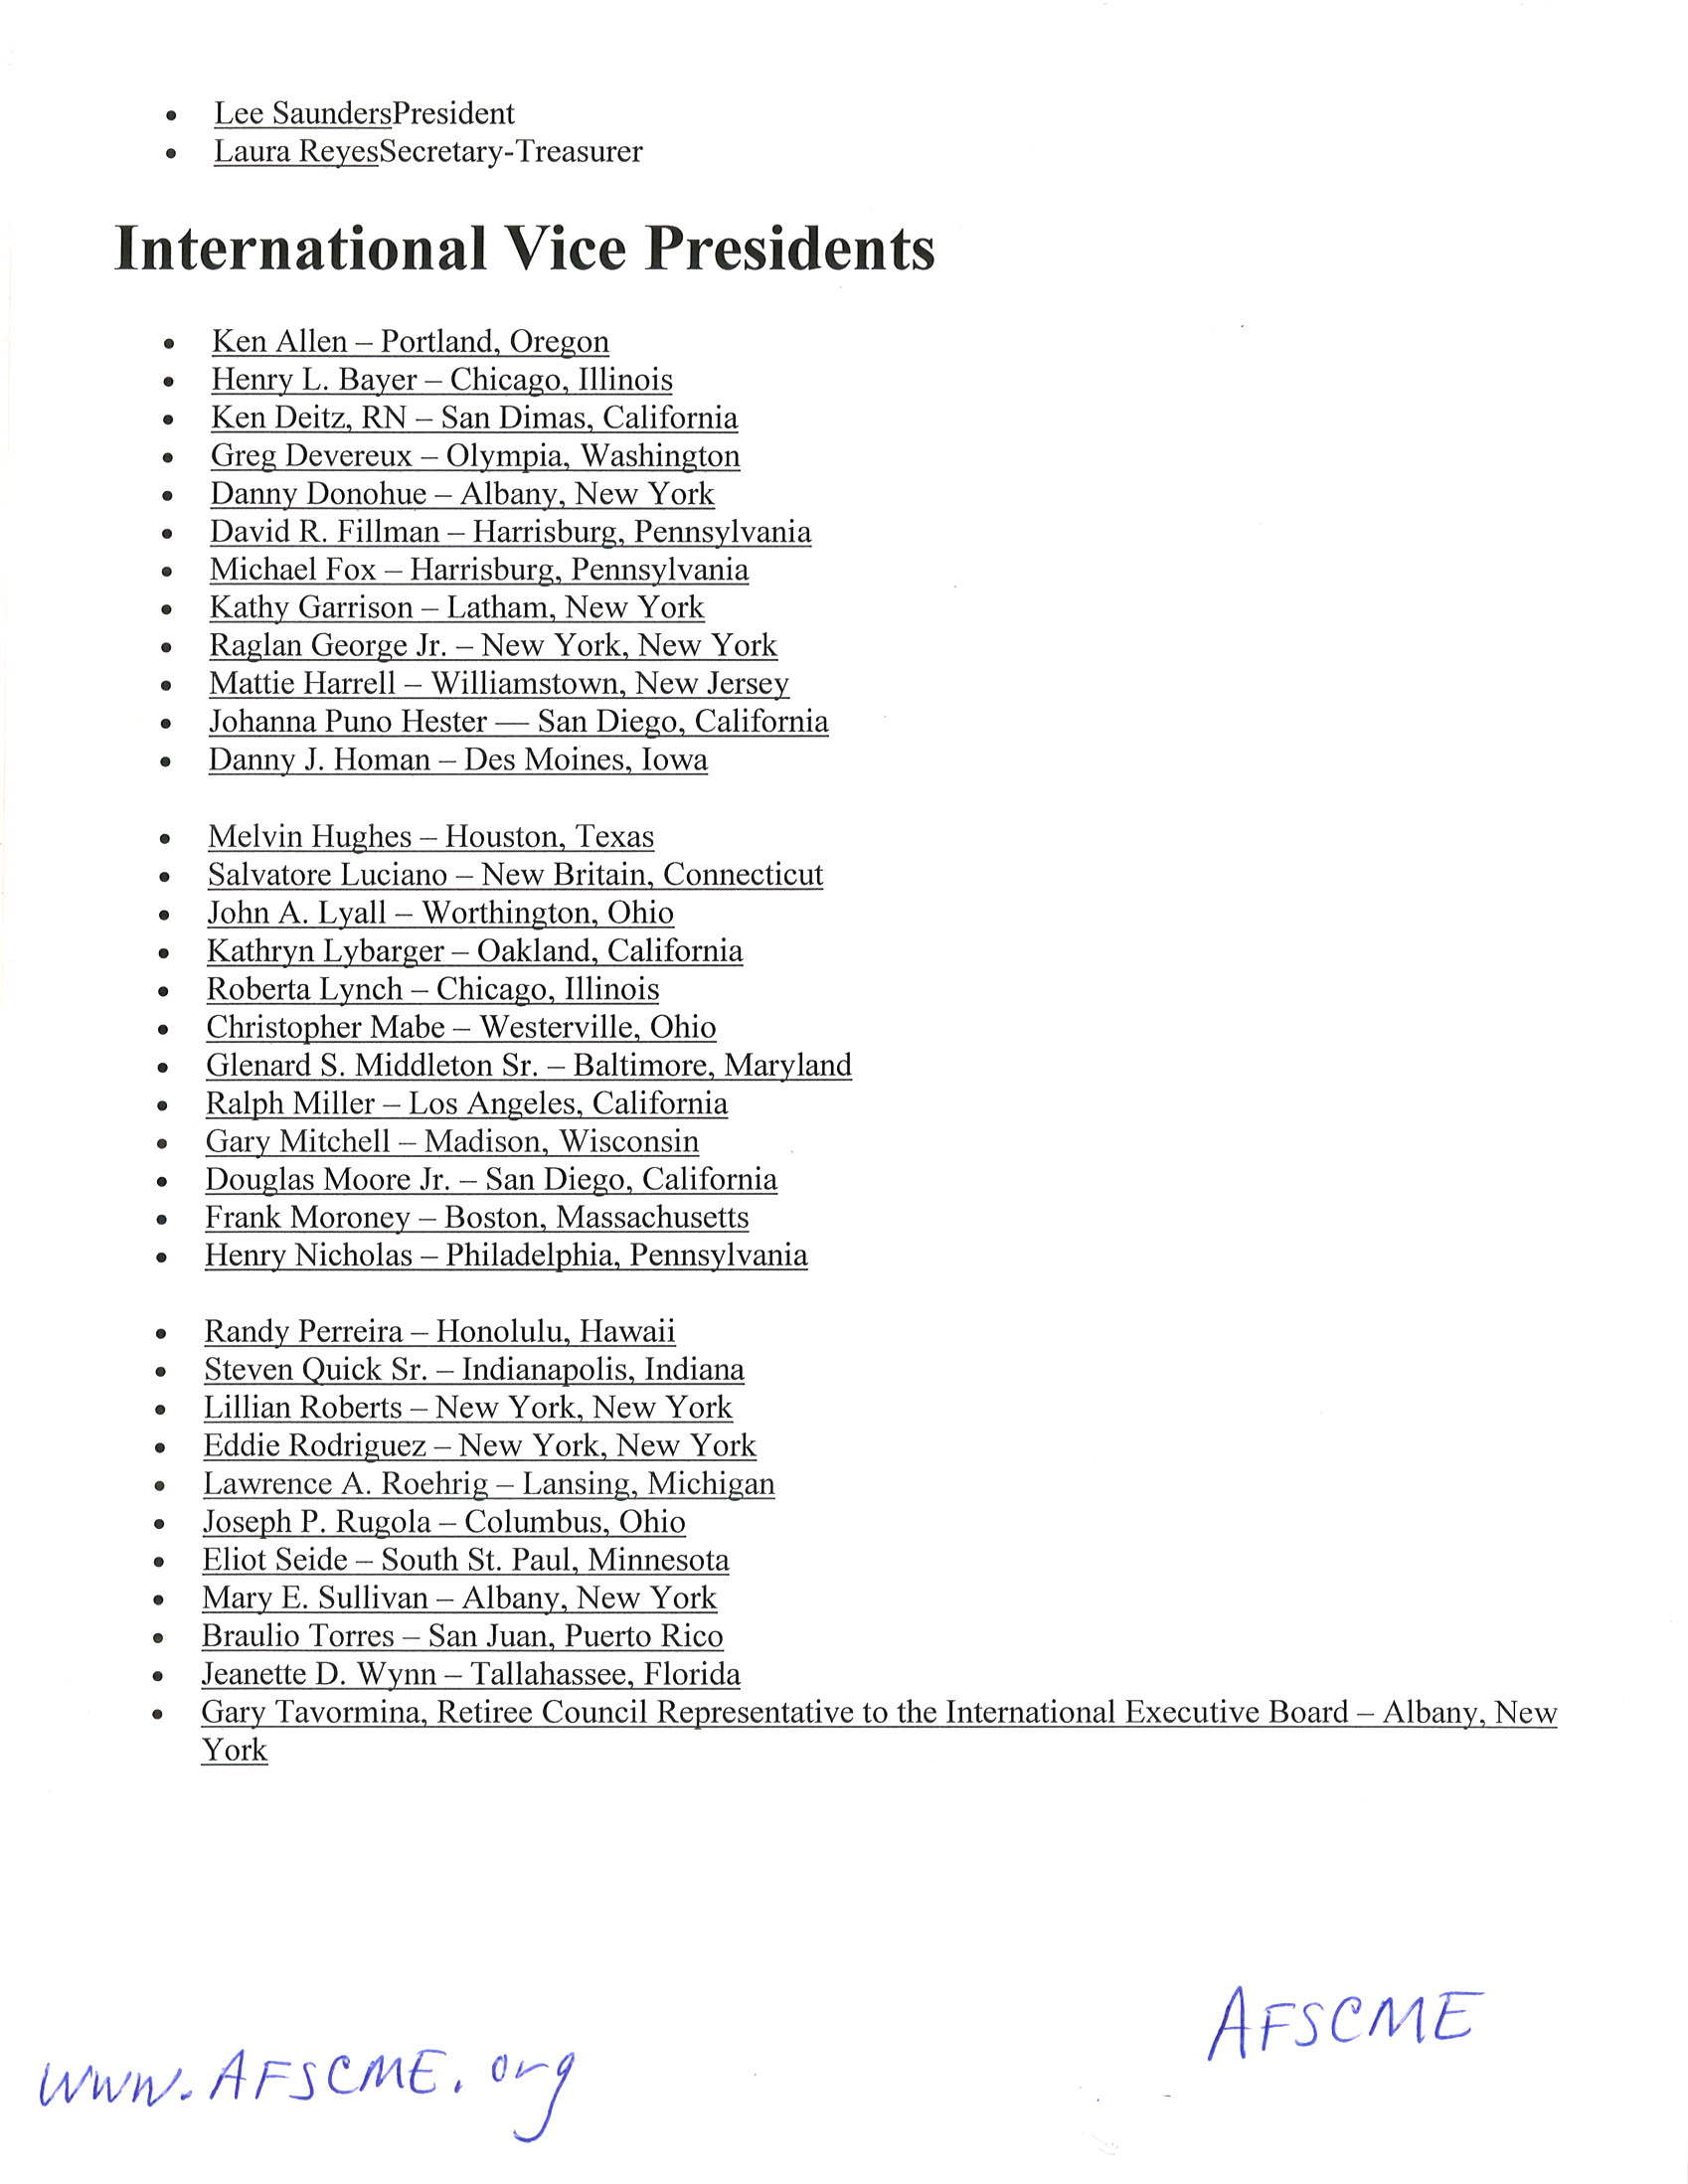 • Lee SaundersPresident
• Laura ReyesSecretary-Treasurer
International Vice Presidents
• Ken Allen – Portland, Oregon
• Henry L. Bayer – Chicago, Illinois
• Ken Deitz, RN – San Dimas, California
• Greg Devereux – Olympia, Washington
• Danny Donohue – Albany, New York
• David R. Fillman – Harrisburg, Pennsylvania
• Michael Fox – Harrisburg, Pennsylvania
• Kathy Garrison – Latham, New York
• Raglan George Jr. – New York, New York
• Mattie Harrell – Williamstown, New Jersey
• Johanna Puno Hester — San Diego, California
• Danny J. Homan – Des Moines, Iowa
• Melvin Hughes – Houston, Texas
• Salvatore Luciano – New Britain, Connecticut
• John A. Lyall – Worthington, Ohio
• Kathryn Lybarger – Oakland, California
• Roberta Lynch – Chicago, Illinois
• Christopher Mabe – Westerville, Ohio
• Glenard S. Middleton Sr. – Baltimore, Maryland
• Ralph Miller – Los Angeles, California
• Gary Mitchell – Madison, Wisconsin
• Douglas Moore Jr. – San Diego, California
• Frank Moroney – Boston, Massachusetts
• Henry Nicholas – Philadelphia, Pennsylvania
• Randy Perreira – Honolulu, Hawaii
• Steven Quick Sr. – Indianapolis, Indiana
• Lillian Roberts – New York, New York
• Eddie Rodriguez – New York, New York
• Lawrence A. Roehrig – Lansing, Michigan
• Joseph P. Rugola – Columbus, Ohio
• Eliot Seide – South St. Paul, Minnesota
• Mary E. Sullivan – Albany, New York
• Braulio Torres – San Juan, Puerto Rico
• Jeanette D. Wynn – Tallahassee, Florida
• Gary Tavormina, Retiree Council Representative to the International Executive Board – Albany, New
York
AFSCME
www.AFSCME.org